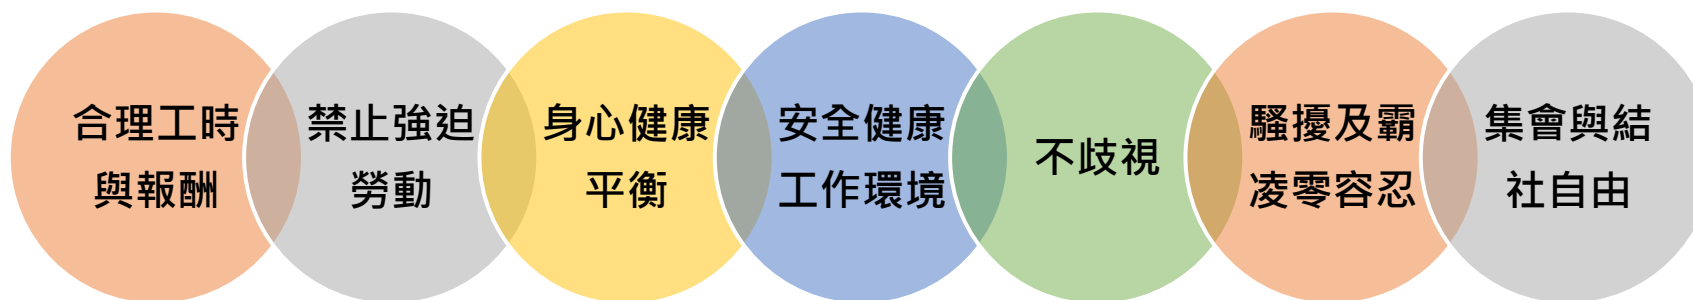 合理工時
與報酬
禁止強迫
勞動
身心健康
平衡
安全健康
工作環境
不歧視
騷擾及霸
凌零容忍
集會與結
社自由